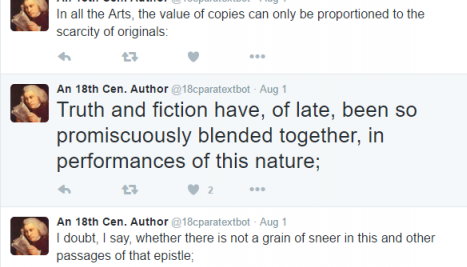 An 18th Cen. Author @18cparatextbot · Aug 1
In all the Arts, the value of copies can only be proportioned to the
scarcity of originals:
An 18th Cen. Author @18cparatextbot · Aug 1
Truth and fiction have, of late, been so
promiscuously blended together, in
performances of this nature;
2
An 18th Cen. Author @18cparatextbot · Aug 1
I doubt, I say, whether there is not a grain of sneer in this and other
passages of that epistle;